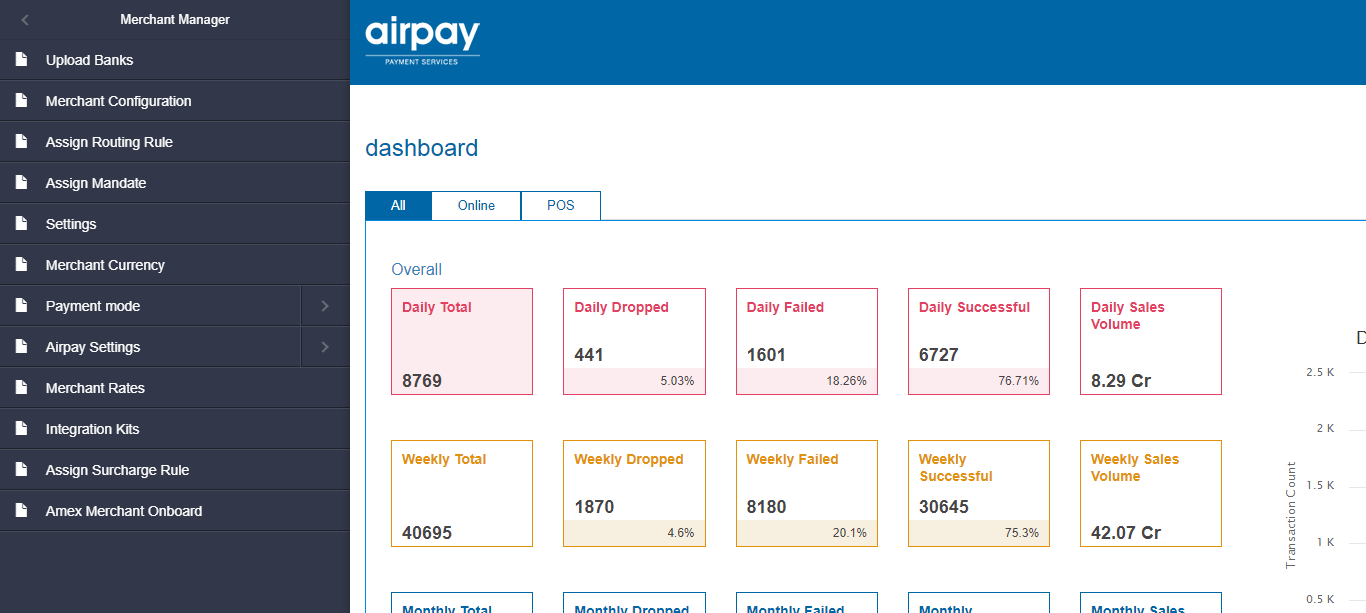 Merchant Manager
Upload Banks
Merchant Configuration
Assign Routing Rule
Assign Mandate
Settings
Merchant Currency
Payment mode
Airpay Settings
Merchant Rates
Integration Kits
Assign Surcharge Rule
Amex Merchant Onboard
airpay
PAYMENT SERVICES
dashboard
All Online POS
Overall
Daily Total
8769
Daily Dropped
441
5.03%
Daily Failed
1601
18.26%
Daily Successful
6727
76.71%
Daily Sales
Volume
8.29 Cr
Weekly Total
40695
Weekly Dropped
1870
4.6%
Weekly Failed
8180
20.1%
Weekly
Successful
30645
75.3%
Weekly Sales
Volume
42.07 Cr
Monthly Total
Monthly Dropped
Monthly Failed
Monthly
Monthly Sales
D
2.5 K
2 K
1.5 K
1 K
0.5 K
Transaction Count